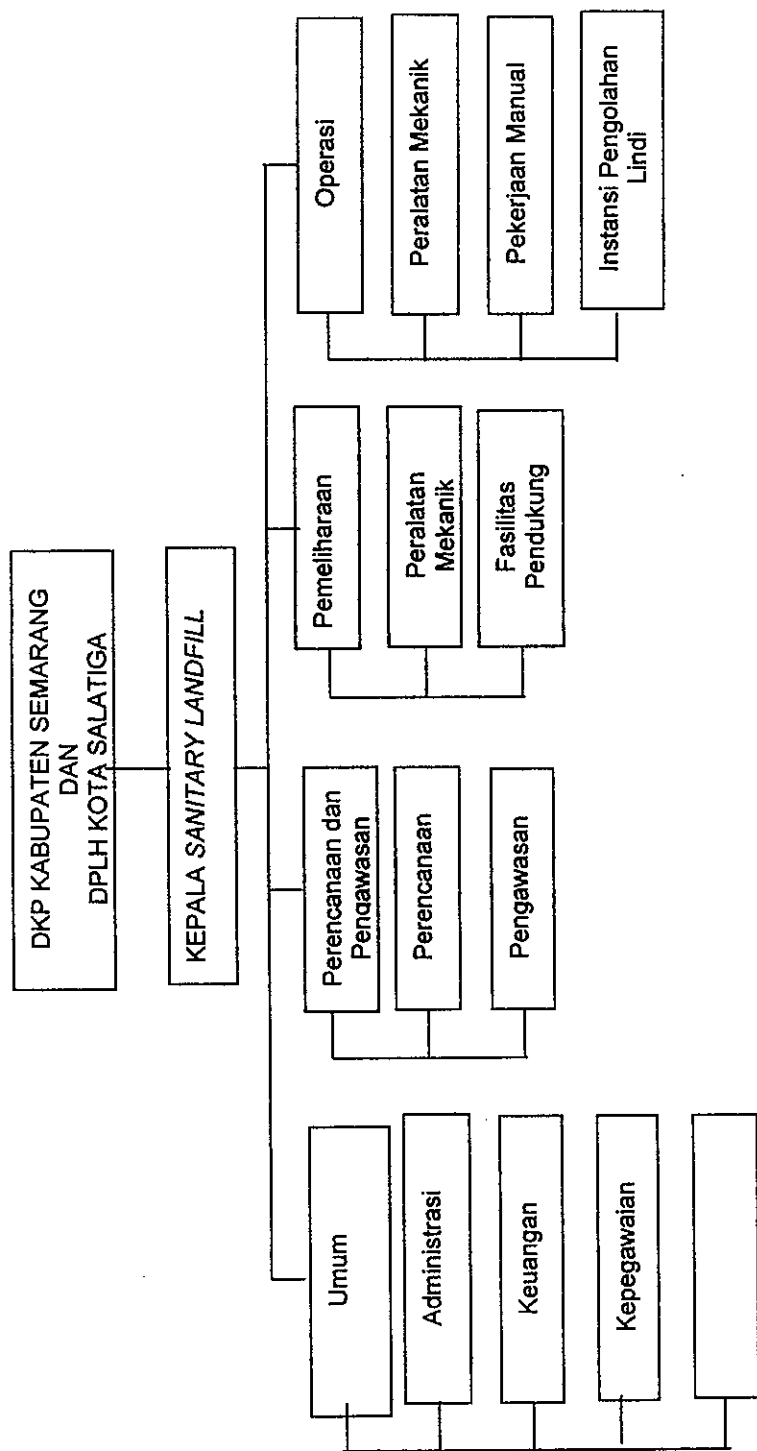 DKP KABUPATEN SEMARANG
DAN
DPLH KOTA SALATIGA
KEPALA SANITARY LANDFILL
Umum
Administrasi
Keuangan
Kepegawaian
Perencanaan dan
Pengawasan
Perencanaan
Pengawasan
Pemeliharaan
Peralatan
Mekanik
Fasilitas
Pendukung
Operasi
Peralatan Mekanik
Pekerjaan Manual
Instansi Pengolahan
Lindi